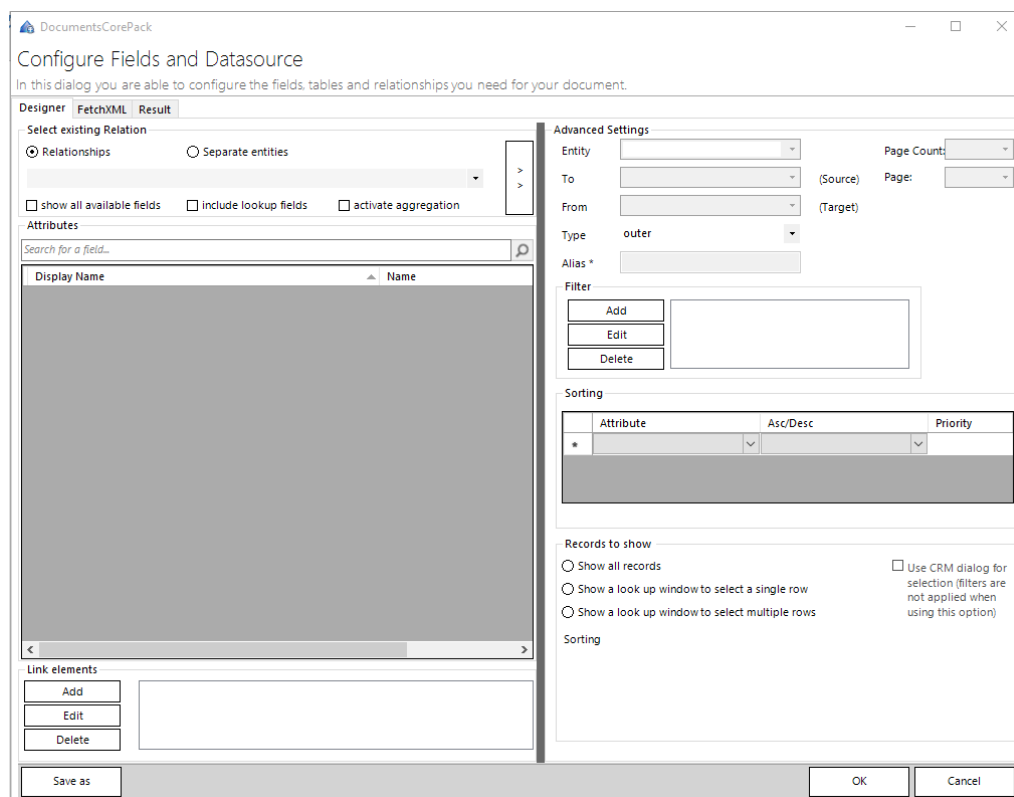 DocumentsCorePack
Configure Fields and Datasource
In this dialog you are able to configure the fields, tables and relationships you need for your document.
Designer FetchXML Result
Select existing Relation
Relationships Separate entities
> >
show all available fields include lookup fields activate aggregation
Attributes
Search for a field...
Display Name Name
Link elements
Add
Edit
Delete
Advanced Settings
Entity Page Count:
To (Source) Page:
From (Target)
Type outer
Alias *
Filter
Add
Edit
Delete
Sorting
Attribute Asc/Desc Priority
*
Records to show
Show all records
Show a look up window to select a single row
Show a look up window to select multiple rows
Use CRM dialog for
selection (filters are
not applied when
using this option)
Sorting
Save as OK Cancel